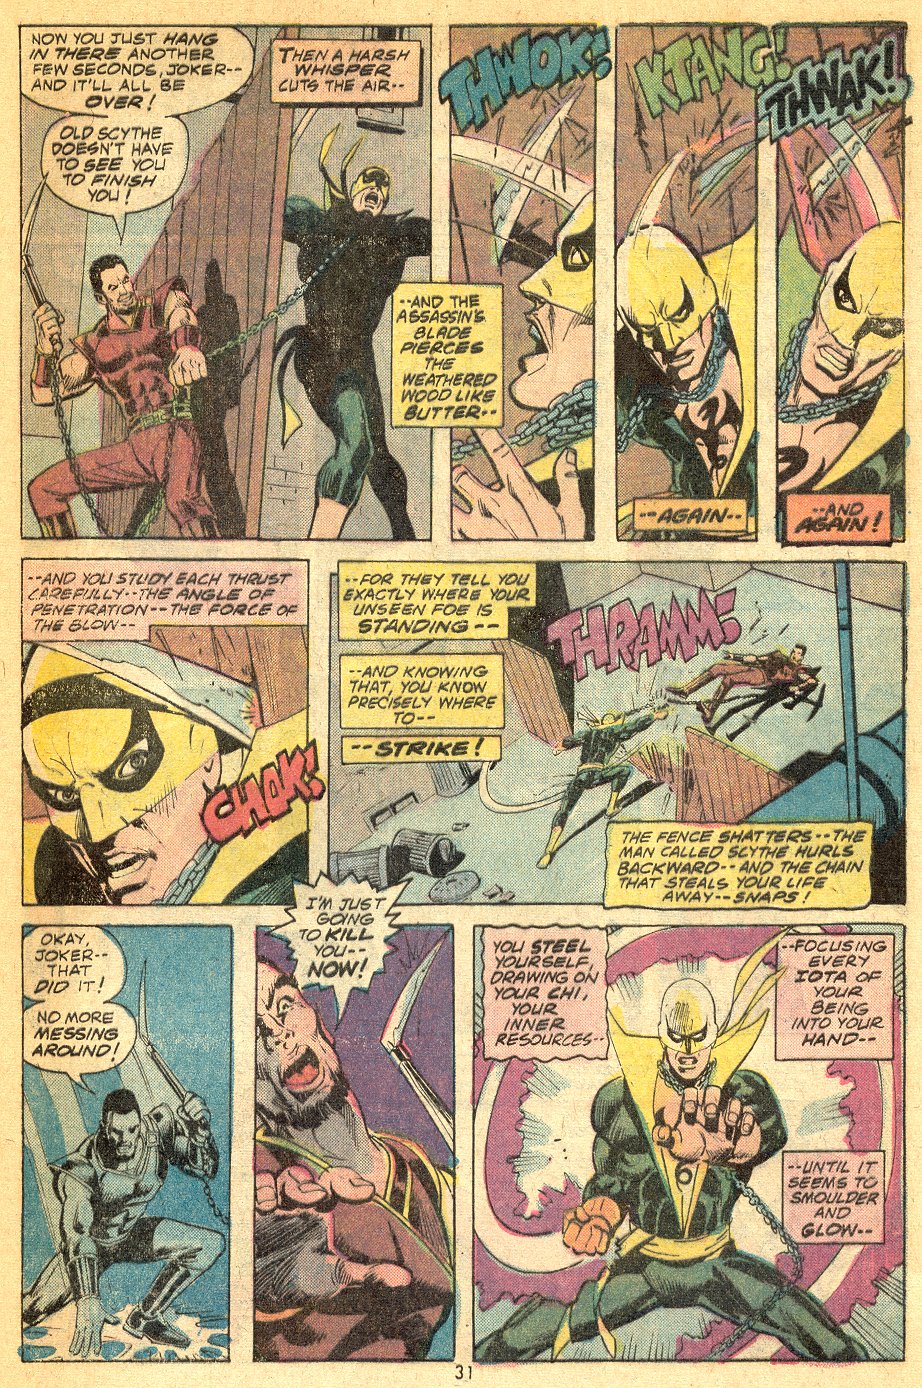 NOW YOU JUST HANG
IN THERE ANOTHER
FEW SECONDS, JOKER--
AND IT'LL ALL BE
OVER!
OLD SCYTHE
DOESN'T HAVE
TO SEE YOU
TO FINISH
YOU!
THEN A HARSH
WHISPER
CUTS THE AIR--
--AND THE
ASSASSIN'S
BLADE
PIERCES
THE
WEATHERED
WOOD LIKE
BUTTER--
THWOK!
KTANG!
--AGAIN--
THWAK!
--AND
AGAIN!
--AND YOU STUDY EACH THRUST
CAREFULLY--THE ANGLE OF
PENETRATION--THE FORCE OF
THE BLOW--
CHOK!
--FOR THEY TELL YOU
EXACTLY WHERE YOUR
UNSEEN FOE IS
STANDING--
--AND KNOWING
THAT, YOU KNOW
PRECISELY WHERE
TO--
--STRIKE!
THRAMM!
THE FENCE SHATTERS--THE
MAN CALLED SCYTHE HURLS
BACKWARD--AND THE CHAIN
THAT STEALS YOUR LIFE
AWAY--SNAPS!
OKAY,
JOKER--
THAT
DID IT!
NO MORE
MESSING
AROUND!
I'M JUST
GOING
TO KILL
YOU--
NOW!
YOU STEEL
YOURSELF,
DRAWING ON
YOUR CHI,
YOUR
INNER
RESOURCES--
--FOCUSING
EVERY
IOTA OF
YOUR
BEING
INTO YOUR
HAND--
--UNTIL IT
SEEMS TO
SMOULDER
AND
GLOW--
31